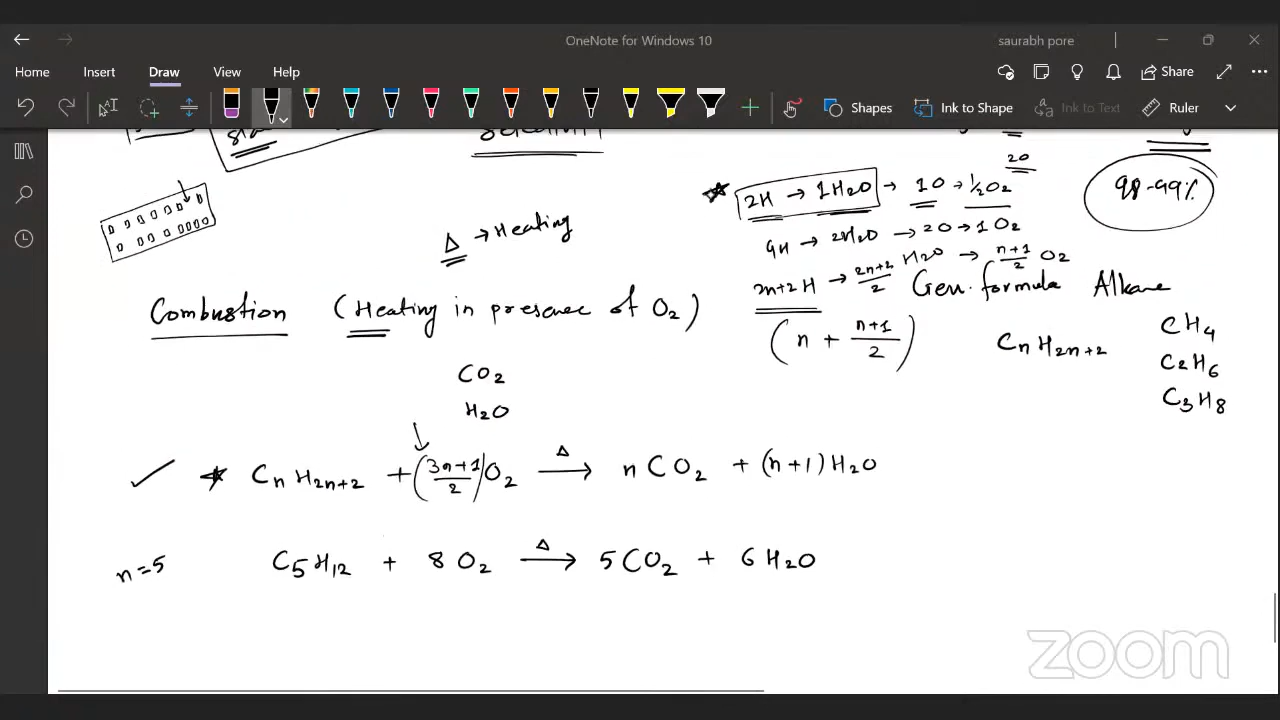 OneNote for Windows 10
saurabh pore
Home Insert Draw View Help
Share
Shapes
Ink to Shape
Ink to Text
Ruler
20
2H → 1H2O → 1O → 1/2O2
98-99%
4H → 2H2O → 2O → 1O2
Δ → Heating
2n+2H → 2n+2/2 H2O → n+1/2 O2
Combustion (Heating in presence of O2)
Gen. formula Alkane
(n + n+1/2)
CnH2n+2
CH4
C2H6
C3H8
CO2
H2O
CnH2n+2 + (3n+1/2)O2 Δ→ nCO2 + (n+1)H2O
n=5 C5H12 + 8O2 Δ→ 5CO2 + 6H2O
zoom